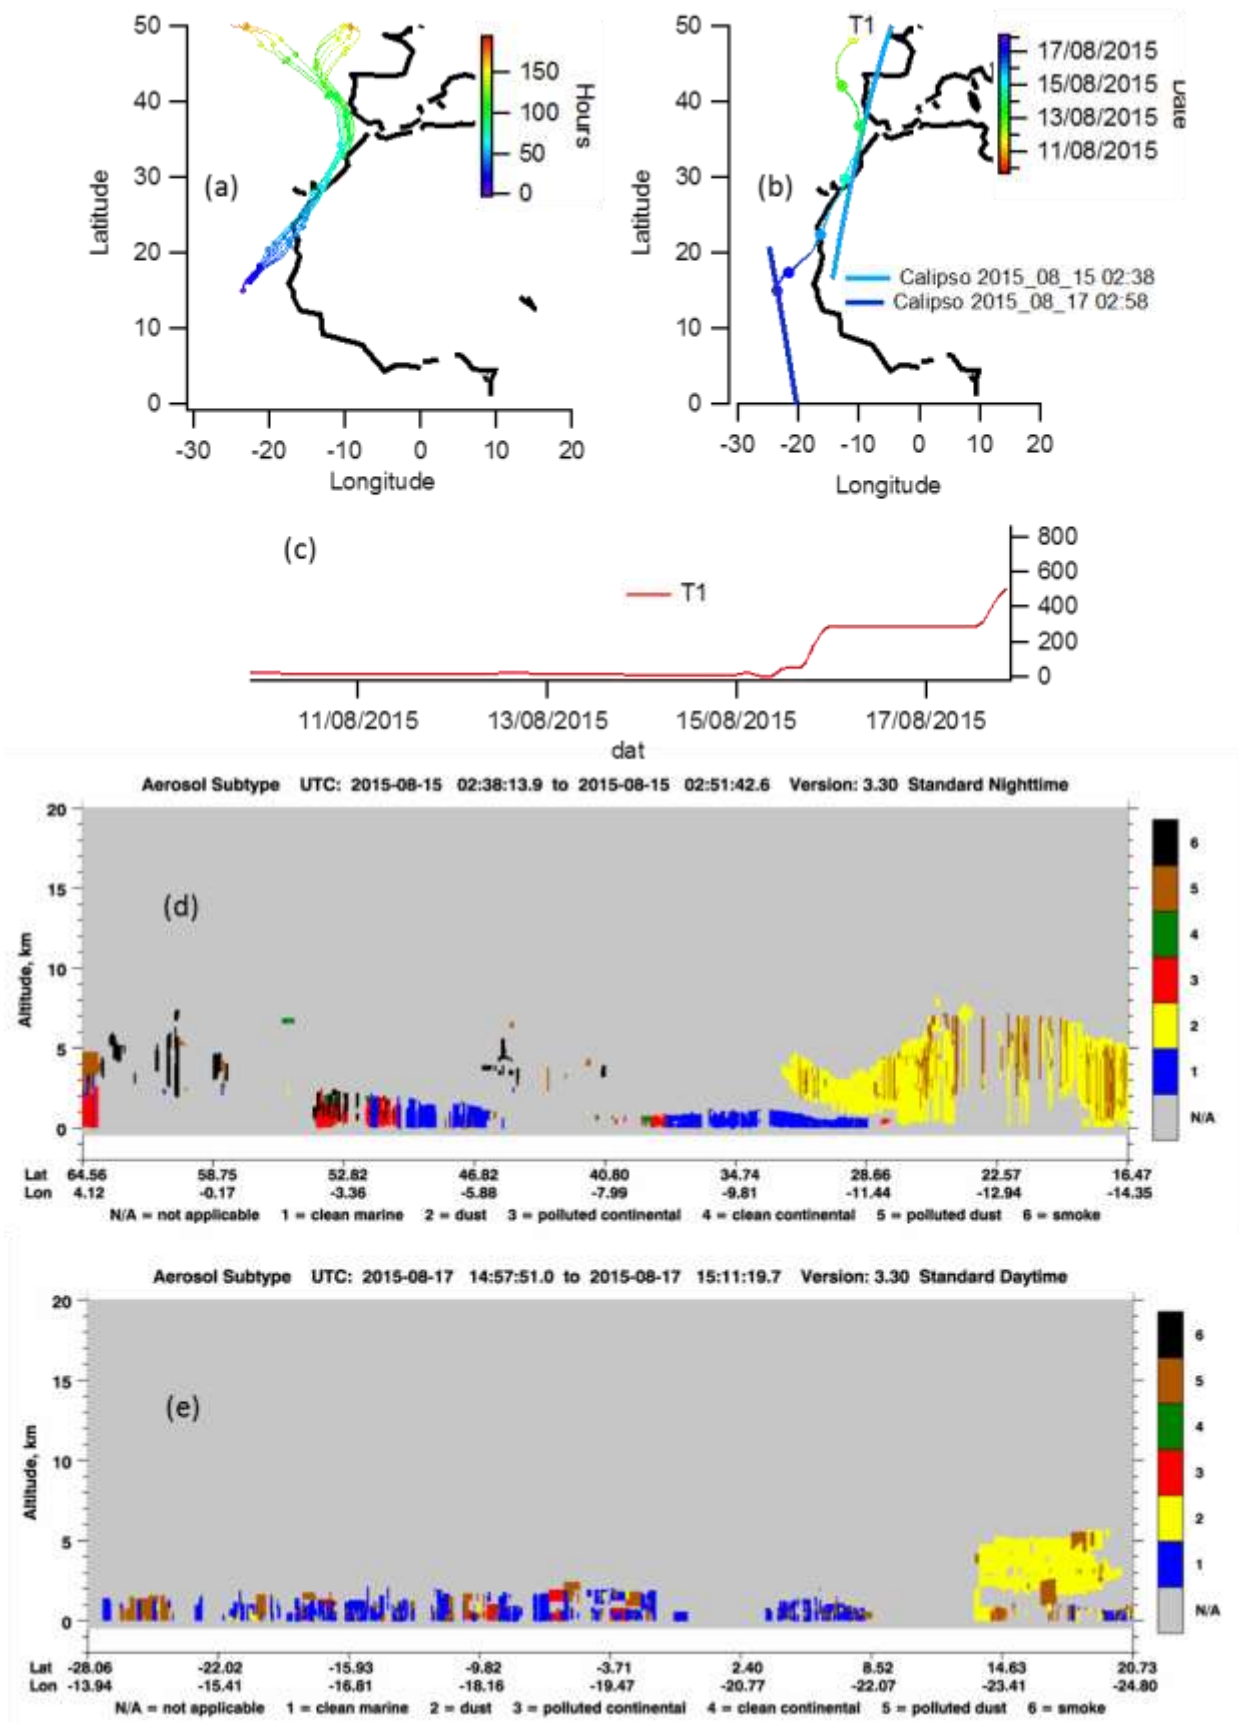 50
40
30
20
10
0
Latitude
(a)
150
100
50
0
Hours
-30 -20 -10 0 10 20
Longitude
50
40
30
20
10
0
Latitude
(b)
T1
17/08/2015
15/08/2015
13/08/2015
11/08/2015
Date
Calipso 2015_08_15 02:38
Calipso 2015_08_17 02:58
-30 -20 -10 0 10 20
Longitude
(c)
T1
800
600
400
200
0
11/08/2015 13/08/2015 15/08/2015 17/08/2015
dat
Aerosol Subtype UTC: 2015-08-15 02:38:13.9 to 2015-08-15 02:51:42.6 Version: 3.30 Standard Nighttime
20
15
10
5
0
Altitude, km
(d)
6
5
4
3
2
1
N/A
Lat 64.56 58.75 52.82 46.82 40.80 34.74 28.66 22.57 16.47
Lon 4.12 -0.17 -3.36 -5.88 -7.99 -9.81 -11.44 -12.94 -14.35
N/A = not applicable 1 = clean marine 2 = dust 3 = polluted continental 4 = clean continental 5 = polluted dust 6 = smoke
Aerosol Subtype UTC: 2015-08-17 14:57:51.0 to 2015-08-17 15:11:19.7 Version: 3.30 Standard Daytime
20
15
10
5
0
Altitude, km
(e)
6
5
4
3
2
1
N/A
Lat -28.06 -22.02 -15.93 -9.82 -3.71 2.40 8.52 14.63 20.73
Lon -13.94 -15.41 -16.81 -18.16 -19.47 -20.77 -22.07 -23.41 -24.80
N/A = not applicable 1 = clean marine 2 = dust 3 = polluted continental 4 = clean continental 5 = polluted dust 6 = smoke